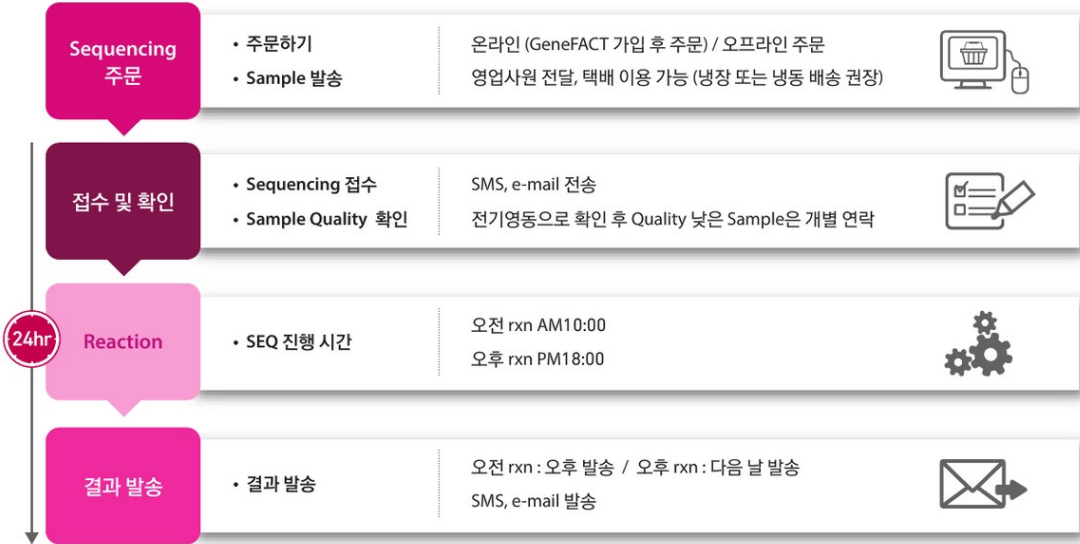 Sequencing
주문
• 주문하기
온라인 (GeneFACT 가입 후 주문) / 오프라인 주문
• Sample 발송
영업사원 전달, 택배 이용 가능 (냉장 또는 냉동 배송 권장)
접수 및 확인
• Sequencing 접수
SMS, e-mail 전송
• Sample Quality 확인
전기영동으로 확인 후 Quality 낮은 Sample은 개별 연락
24hr
Reaction
• SEQ 진행 시간
오전 rxn AM10:00
오후 rxn PM18:00
결과 발송
• 결과 발송
오전 rxn : 오후 발송 / 오후 rxn : 다음 날 발송
SMS, e-mail 발송